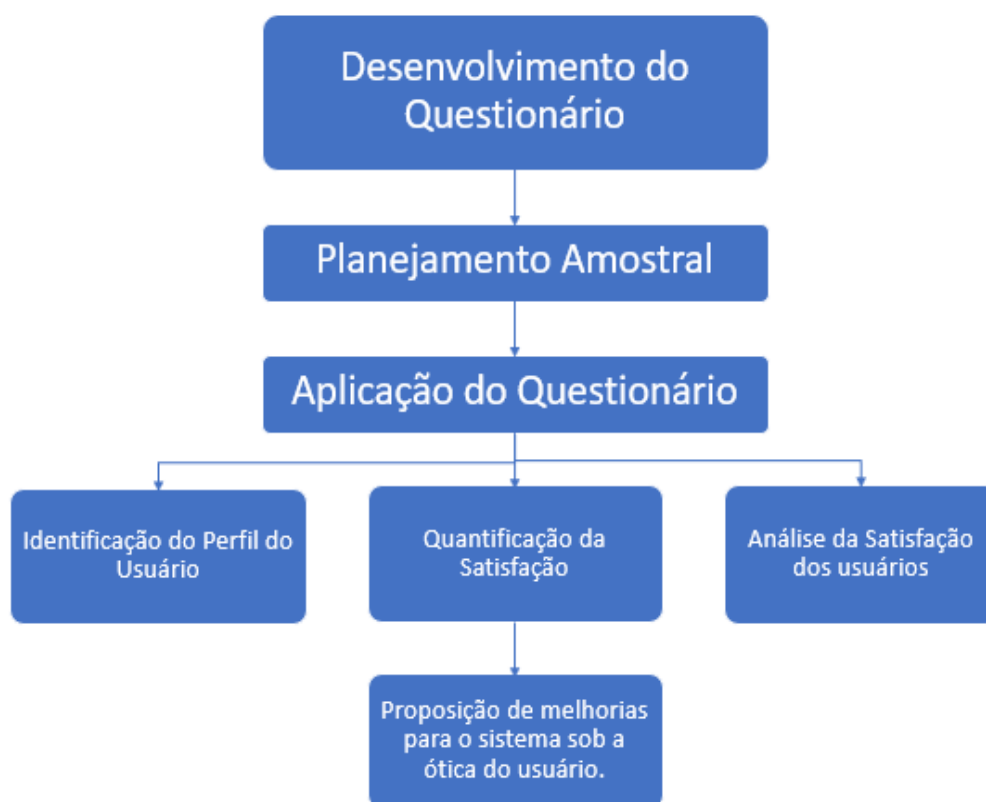 Desenvolvimento do
Questionário
Planejamento Amostral
Aplicação do Questionário
Identificação do Perfil do
Usuário
Quantificação da
Satisfação
Análise da Satisfação
dos usuários
Proposição de melhorias
para o sistema sob a
ótica do usuário.